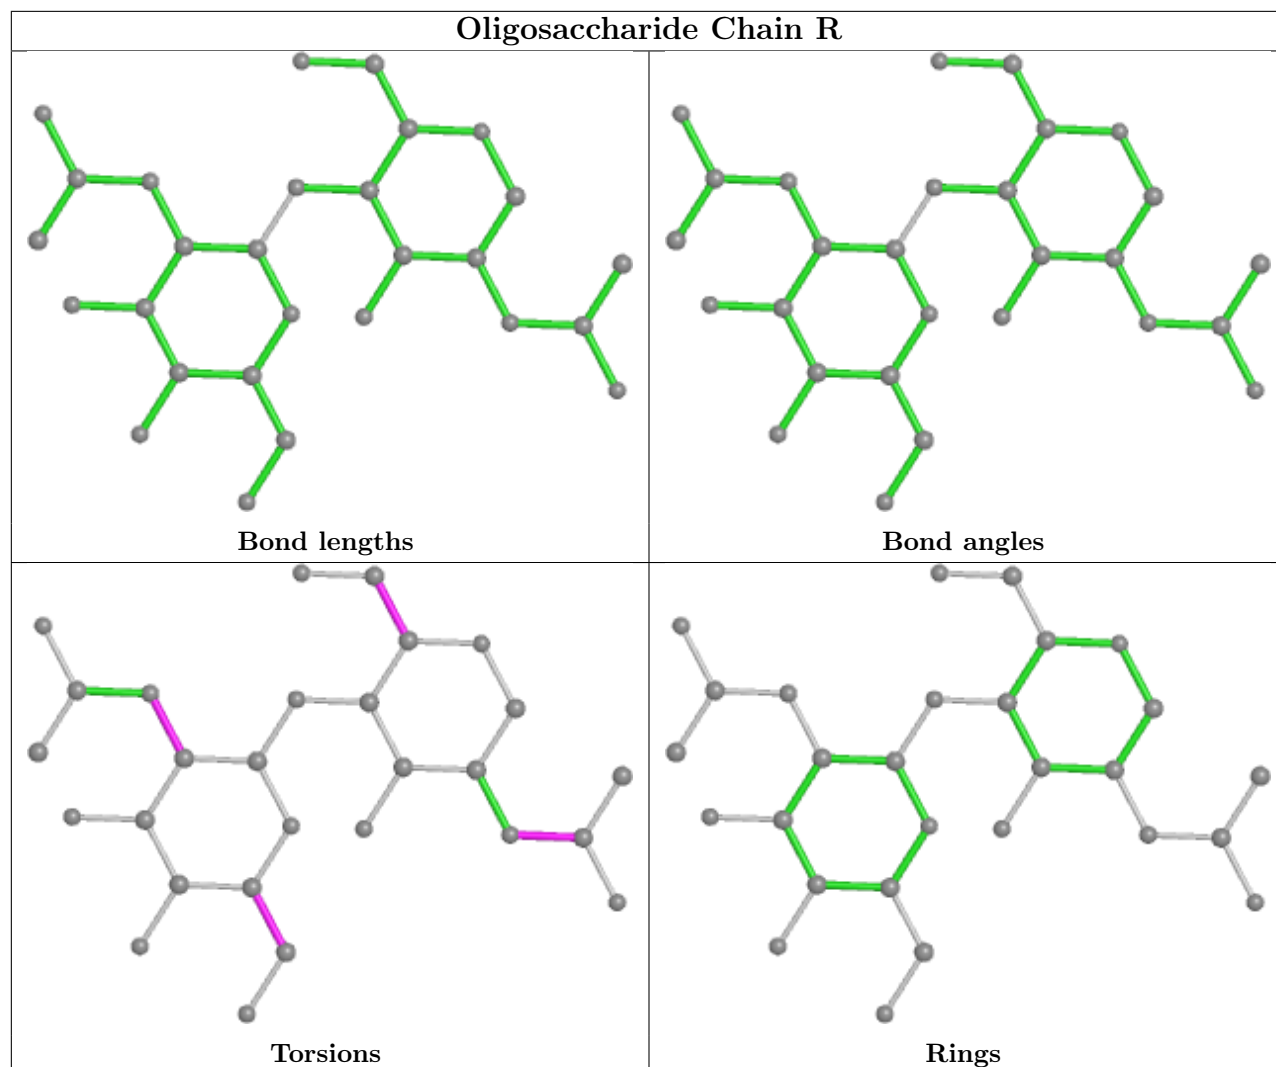 Oligosaccharide Chain R
Bond lengths
Bond angles
Torsions
Rings